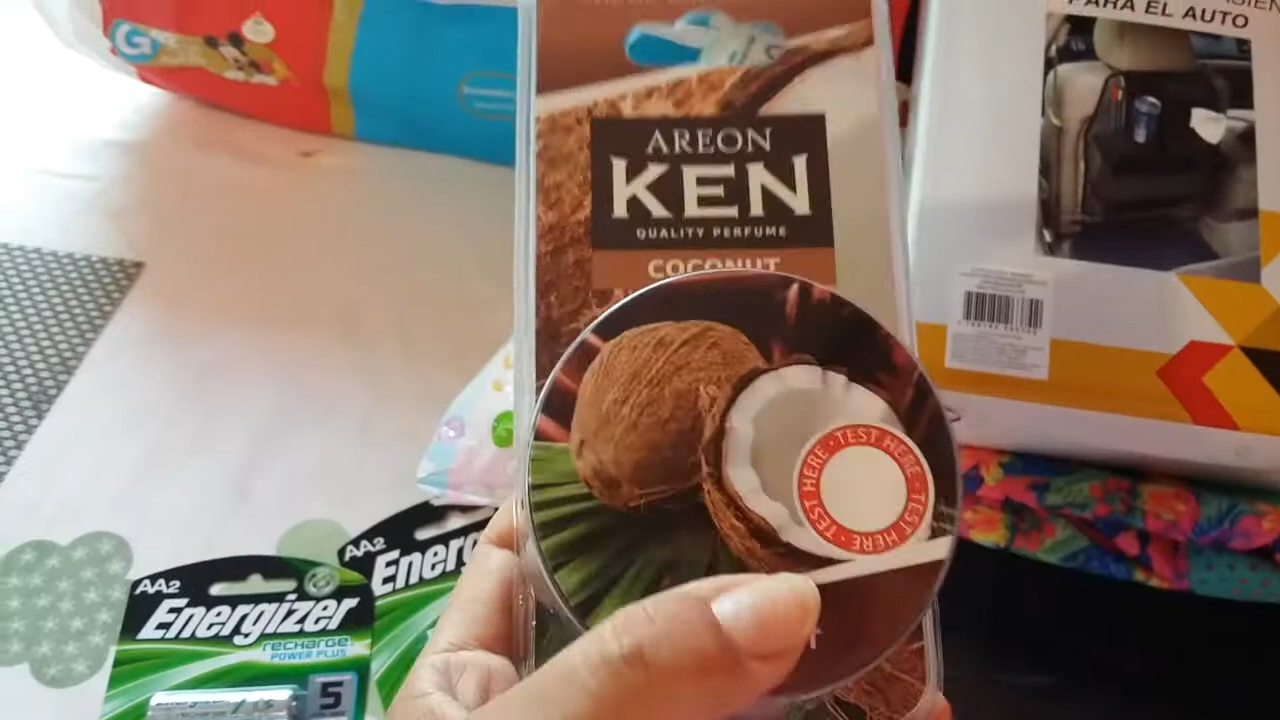 G
PARA EL AUTO
AREON
KEN
QUALITY PERFUME
COCONUT
TEST HERE · TEST HERE · TEST HERE ·
AA2
Energizer
recharge
POWER PLUS
5
AA2
Energ